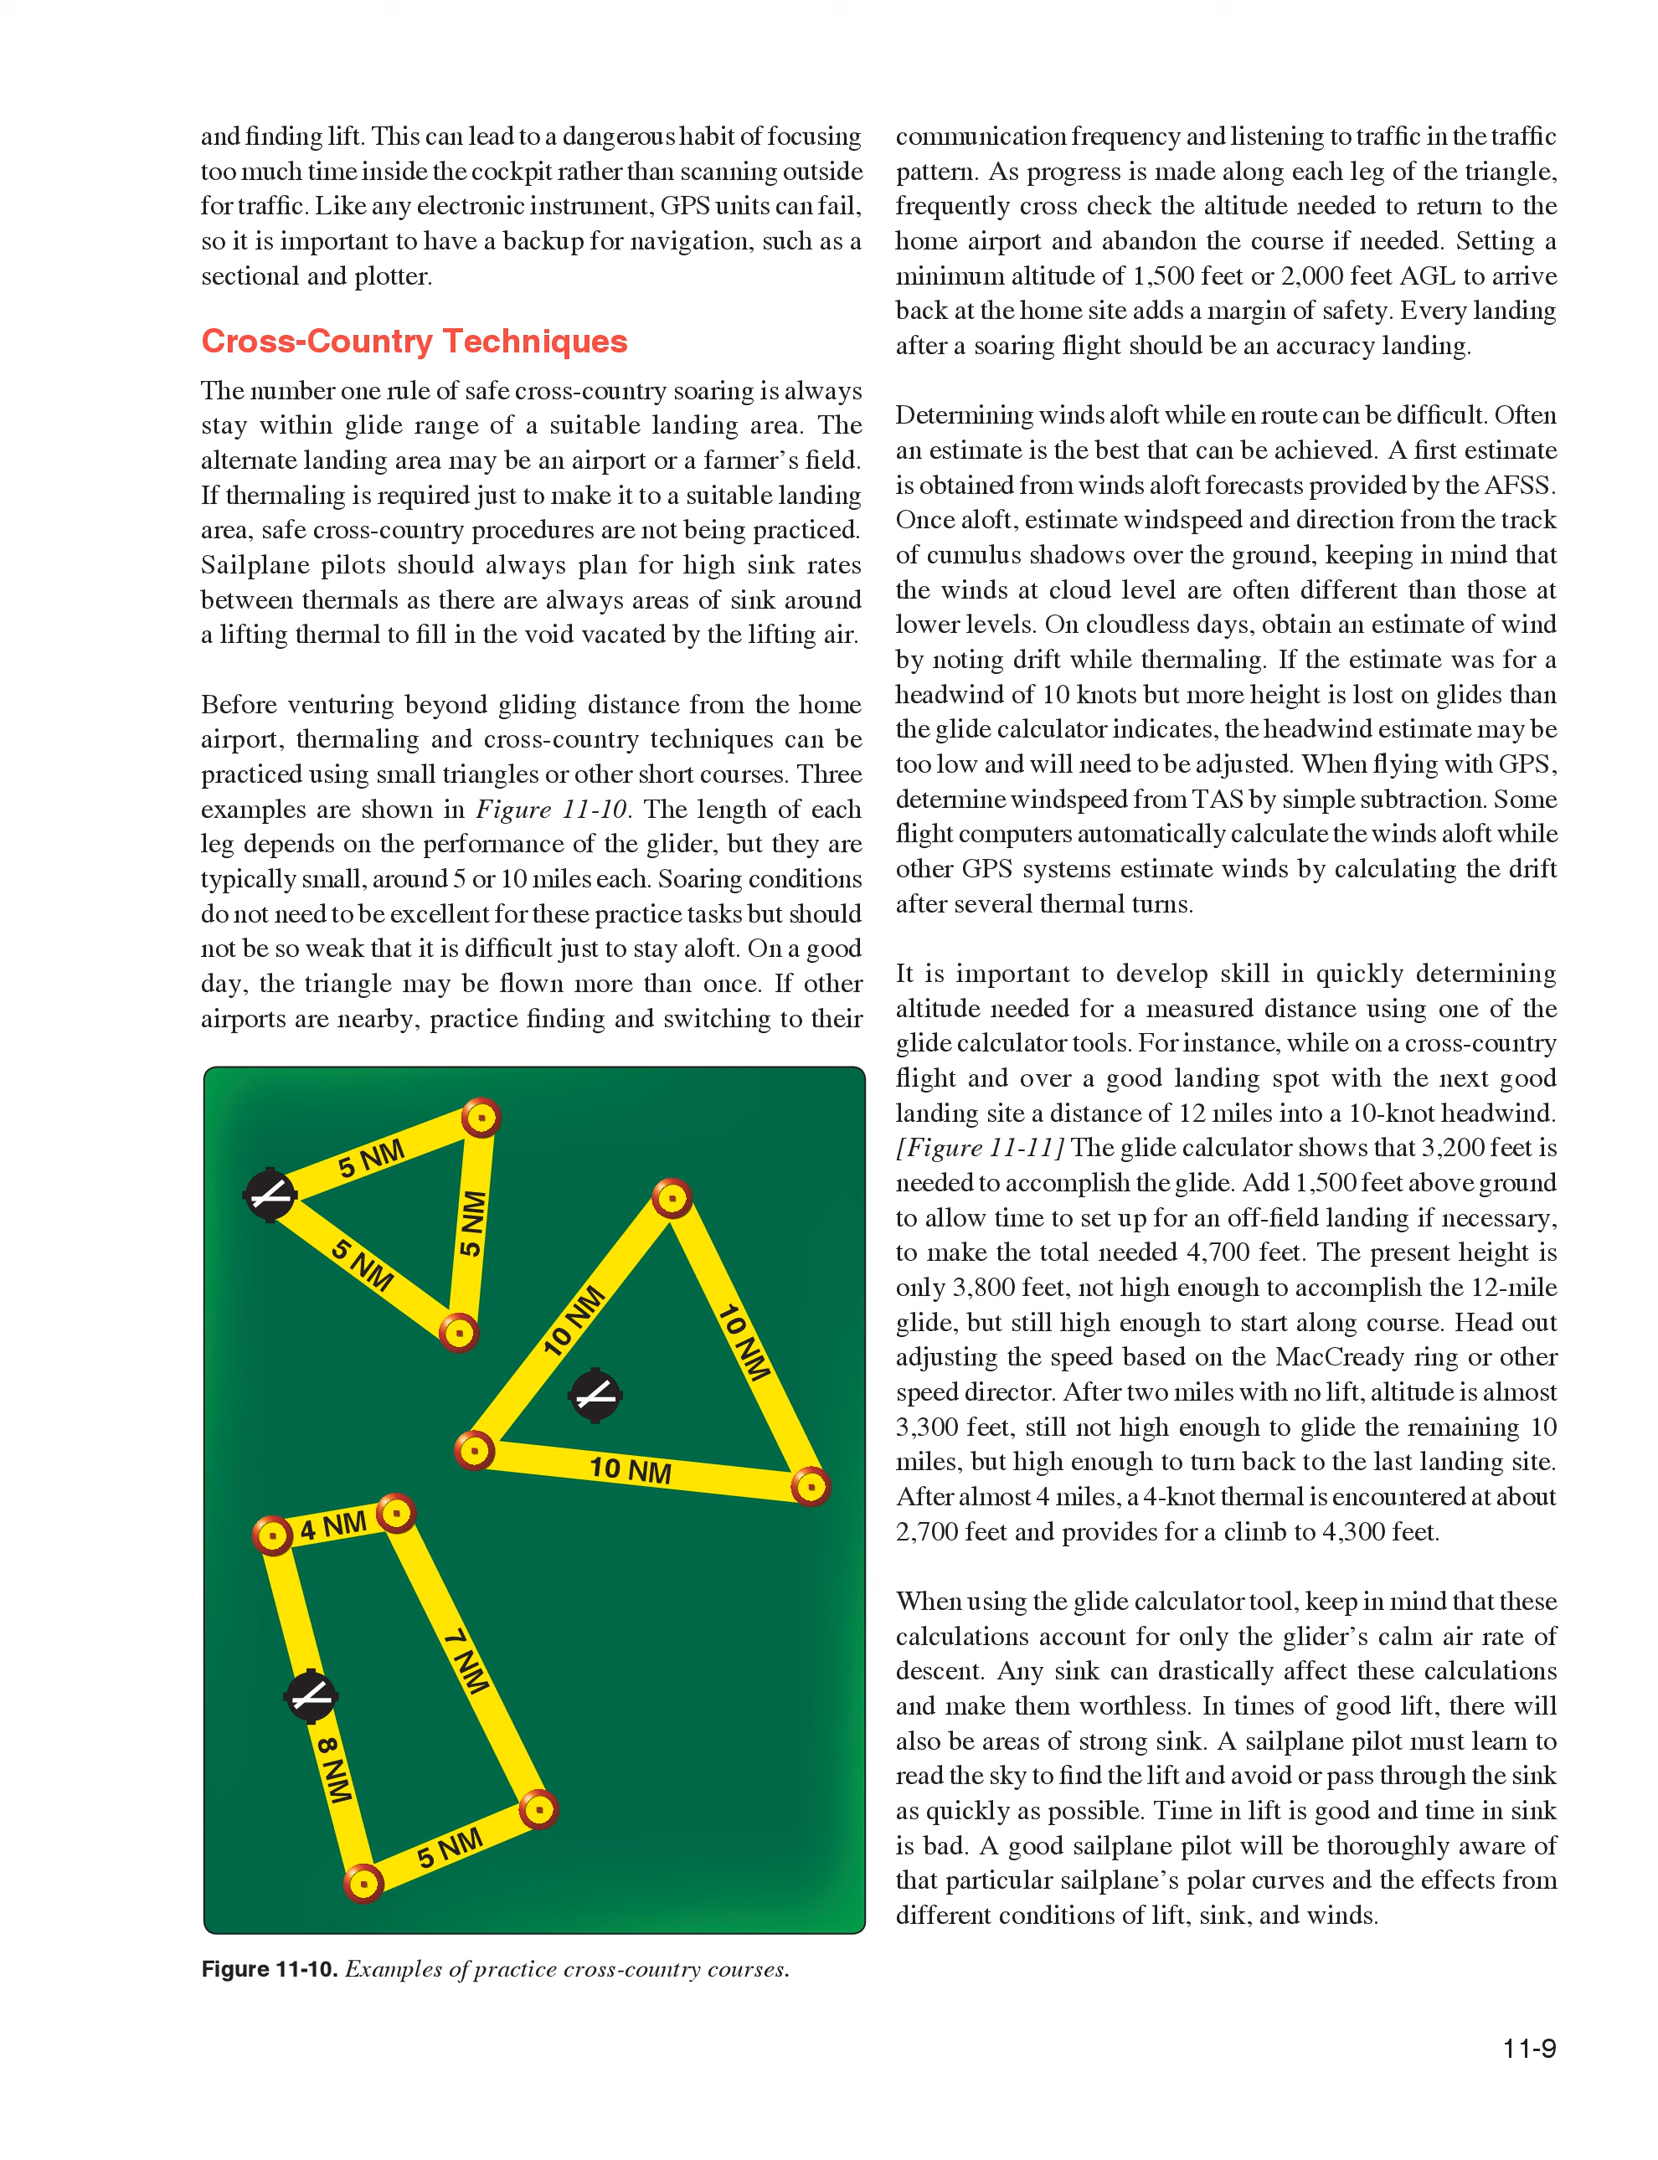 and finding lift. This can lead to a dangerous habit of focusing
too much time inside the cockpit rather than scanning outside
for traffic. Like any electronic instrument, GPS units can fail,
so it is important to have a backup for navigation, such as a
sectional and plotter.
Cross-Country Techniques
The number one rule of safe cross-country soaring is always
stay within glide range of a suitable landing area. The
alternate landing area may be an airport or a farmer’s field.
If thermaling is required just to make it to a suitable landing
area, safe cross-country procedures are not being practiced.
Sailplane pilots should always plan for high sink rates
between thermals as there are always areas of sink around
a lifting thermal to fill in the void vacated by the lifting air.
Before venturing beyond gliding distance from the home
airport, thermaling and cross-country techniques can be
practiced using small triangles or other short courses. Three
examples are shown in Figure 11-10. The length of each
leg depends on the performance of the glider, but they are
typically small, around 5 or 10 miles each. Soaring conditions
do not need to be excellent for these practice tasks but should
not be so weak that it is difficult just to stay aloft. On a good
day, the triangle may be flown more than once. If other
airports are nearby, practice finding and switching to their
5 NM
5 NM
5 NM
10 NM
10 NM
10 NM
4 NM
7 NM
8 NM
5 NM
Figure 11-10. Examples of practice cross-country courses.
communication frequency and listening to traffic in the traffic
pattern. As progress is made along each leg of the triangle,
frequently cross check the altitude needed to return to the
home airport and abandon the course if needed. Setting a
minimum altitude of 1,500 feet or 2,000 feet AGL to arrive
back at the home site adds a margin of safety. Every landing
after a soaring flight should be an accuracy landing.
Determining winds aloft while en route can be difficult. Often
an estimate is the best that can be achieved. A first estimate
is obtained from winds aloft forecasts provided by the AFSS.
Once aloft, estimate windspeed and direction from the track
of cumulus shadows over the ground, keeping in mind that
the winds at cloud level are often different than those at
lower levels. On cloudless days, obtain an estimate of wind
by noting drift while thermaling. If the estimate was for a
headwind of 10 knots but more height is lost on glides than
the glide calculator indicates, the headwind estimate may be
too low and will need to be adjusted. When flying with GPS,
determine windspeed from TAS by simple subtraction. Some
flight computers automatically calculate the winds aloft while
other GPS systems estimate winds by calculating the drift
after several thermal turns.
It is important to develop skill in quickly determining
altitude needed for a measured distance using one of the
glide calculator tools. For instance, while on a cross-country
flight and over a good landing spot with the next good
landing site a distance of 12 miles into a 10-knot headwind.
[Figure 11-11] The glide calculator shows that 3,200 feet is
needed to accomplish the glide. Add 1,500 feet above ground
to allow time to set up for an off-field landing if necessary,
to make the total needed 4,700 feet. The present height is
only 3,800 feet, not high enough to accomplish the 12-mile
glide, but still high enough to start along course. Head out
adjusting the speed based on the MacCready ring or other
speed director. After two miles with no lift, altitude is almost
3,300 feet, still not high enough to glide the remaining 10
miles, but high enough to turn back to the last landing site.
After almost 4 miles, a 4-knot thermal is encountered at about
2,700 feet and provides for a climb to 4,300 feet.
When using the glide calculator tool, keep in mind that these
calculations account for only the glider’s calm air rate of
descent. Any sink can drastically affect these calculations
and make them worthless. In times of good lift, there will
also be areas of strong sink. A sailplane pilot must learn to
read the sky to find the lift and avoid or pass through the sink
as quickly as possible. Time in lift is good and time in sink
is bad. A good sailplane pilot will be thoroughly aware of
that particular sailplane’s polar curves and the effects from
different conditions of lift, sink, and winds.
11-9